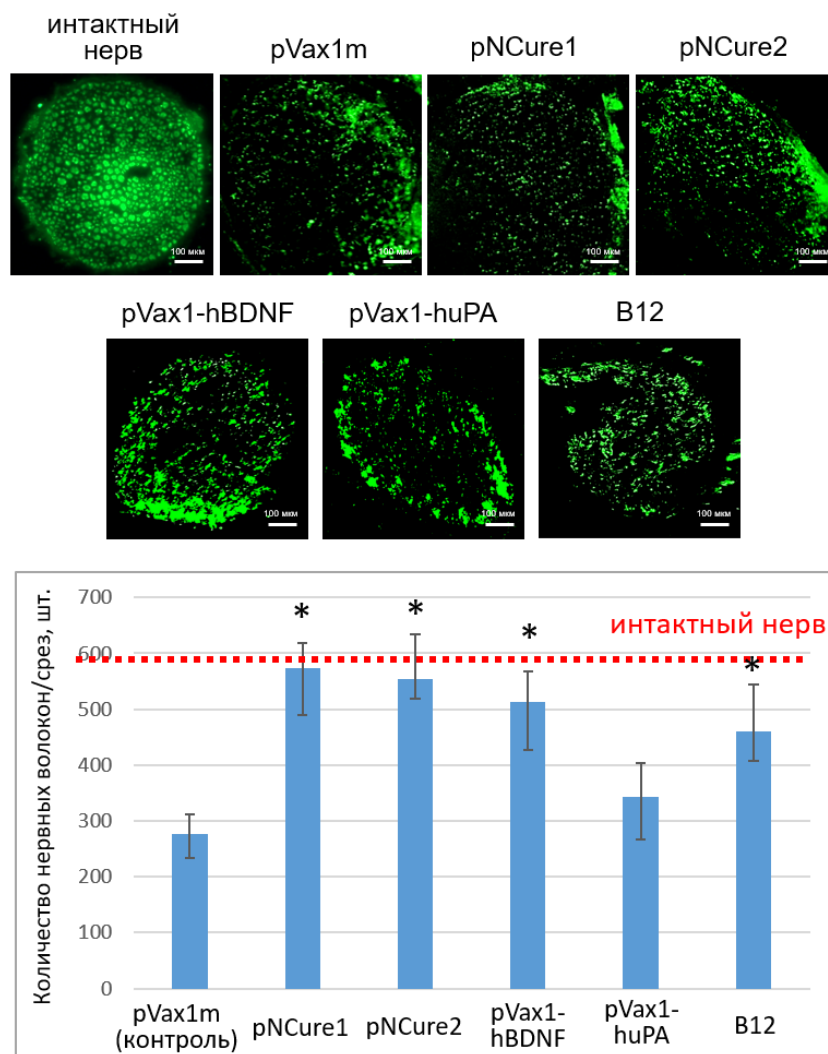 интактный
нерв
pVax1m
pNCure1
pNCure2
100 мкм
100 мкм
100 мкм
100 мкм
pVax1-hBDNF
pVax1-huPA
B12
100 мкм
100 мкм
100 мкм
Количество нервных волокон/срез, шт.
700
600
500
400
300
200
100
0
*
*
*
*
интактный нерв
pVax1m
(контроль)
pNCure1
pNCure2
pVax1-
hBDNF
pVax1-
huPA
B12